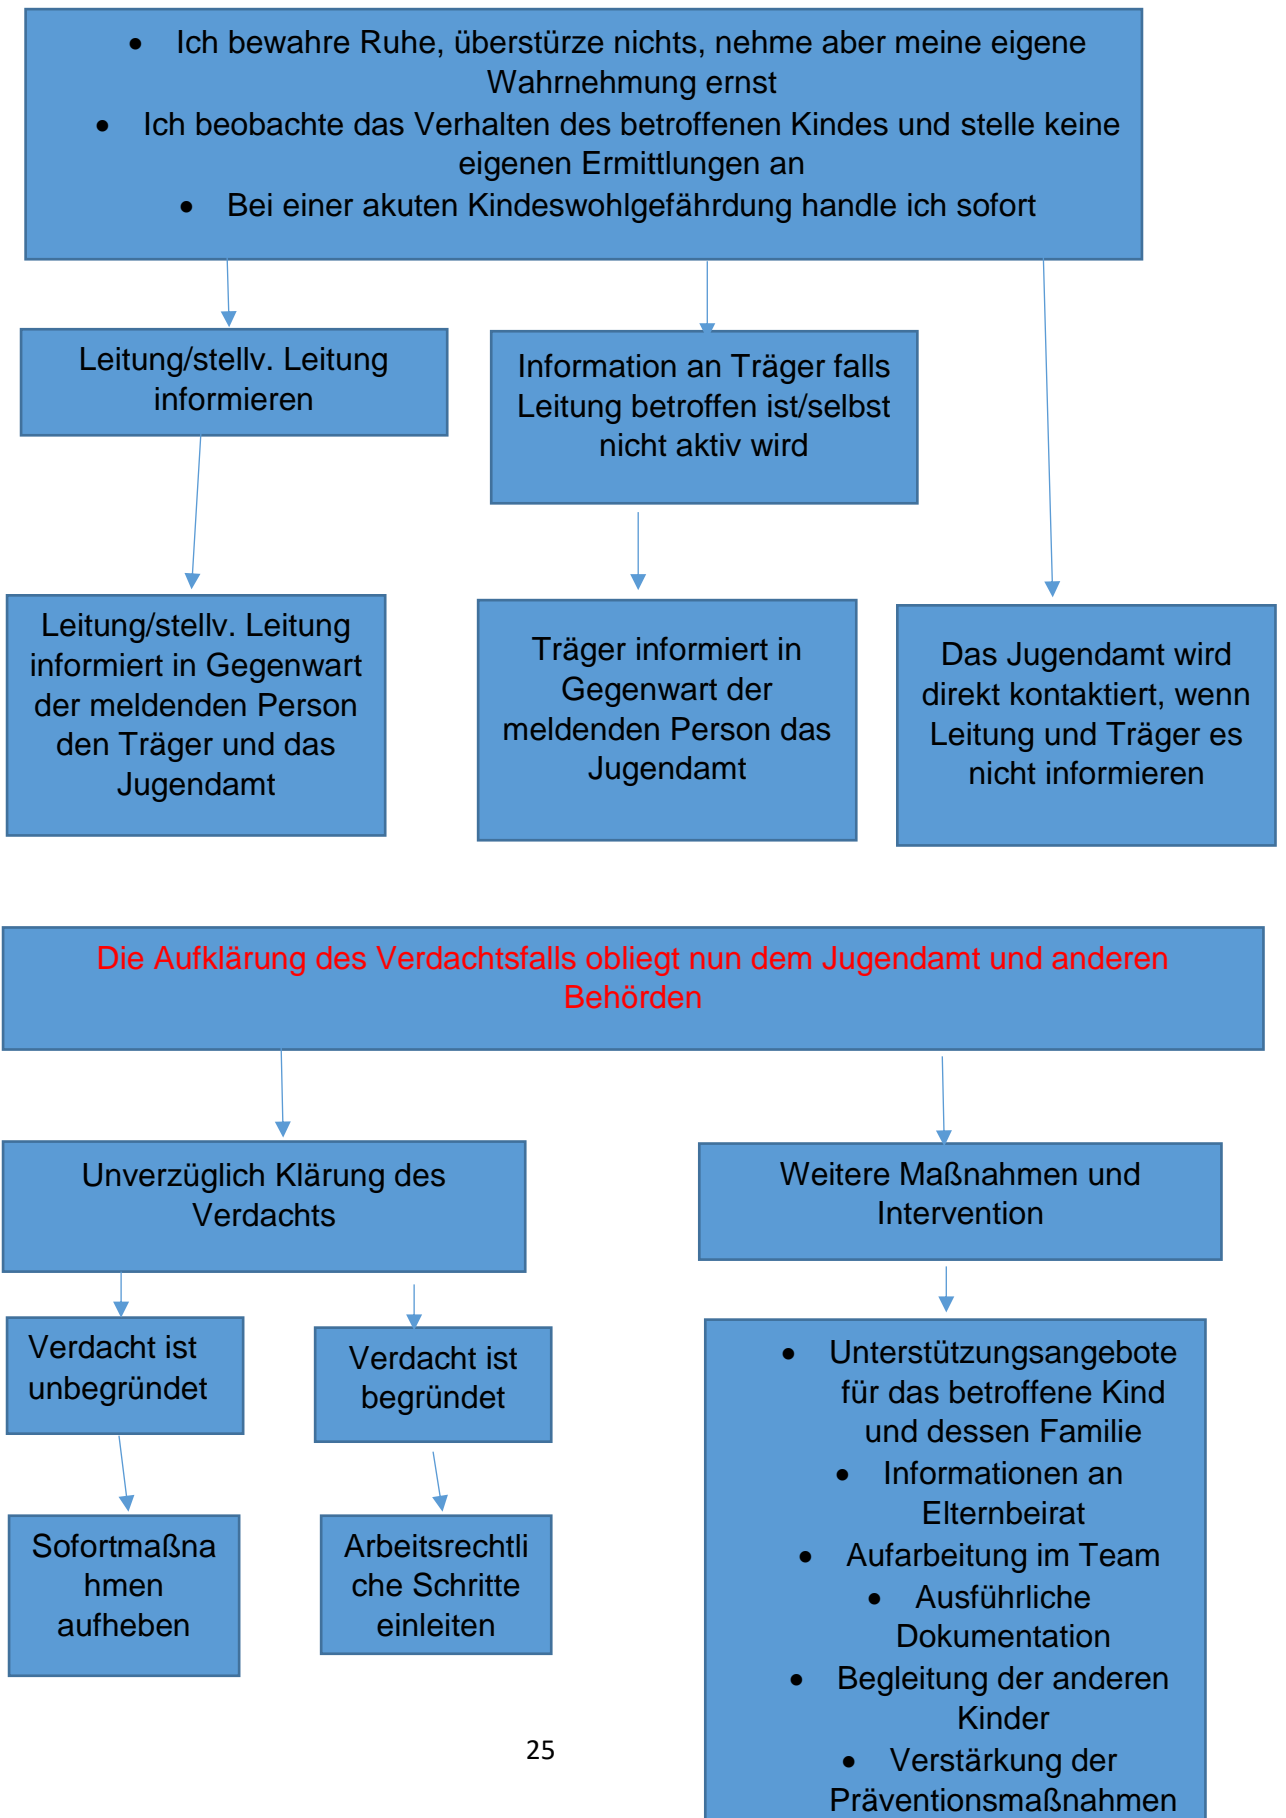 • Ich bewahre Ruhe, überstürze nichts, nehme aber meine eigene
Wahrnehmung ernst
• Ich beobachte das Verhalten des betroffenen Kindes und stelle keine
eigenen Ermittlungen an
• Bei einer akuten Kindeswohlgefährdung handle ich sofort
Leitung/stellv. Leitung
informieren
Information an Träger falls
Leitung betroffen ist/selbst
nicht aktiv wird
Leitung/stellv. Leitung
informiert in Gegenwart
der meldenden Person
den Träger und das
Jugendamt
Träger informiert in
Gegenwart der
meldenden Person das
Jugendamt
Das Jugendamt wird
direkt kontaktiert, wenn
Leitung und Träger es
nicht informieren
Die Aufklärung des Verdachtsfalls obliegt nun dem Jugendamt und anderen
Behörden
Unverzüglich Klärung des
Verdachts
Weitere Maßnahmen und
Intervention
Verdacht ist
unbegründet
Verdacht ist
begründet
Sofortmaßna
hmen
aufheben
Arbeitsrechtli
che Schritte
einleiten
• Unterstützungsangebote
für das betroffene Kind
und dessen Familie
• Informationen an
Elternbeirat
• Aufarbeitung im Team
• Ausführliche
Dokumentation
• Begleitung der anderen
Kinder
• Verstärkung der
Präventionsmaßnahmen
25